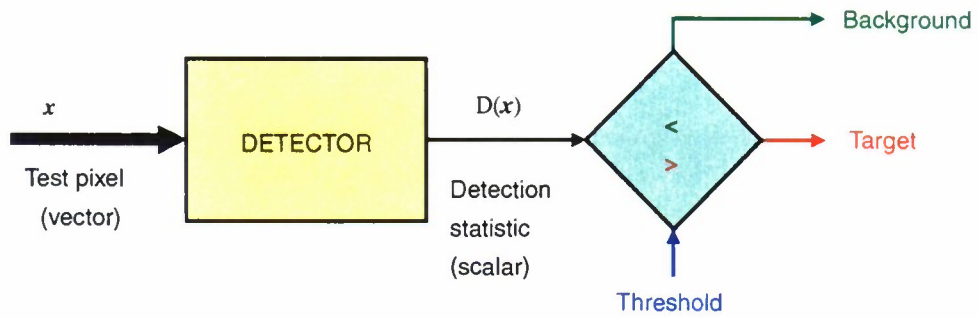 x
Test pixel
(vector)
DETECTOR
D(x)
Detection
statistic
(scalar)
<
>
Background
Target
Threshold